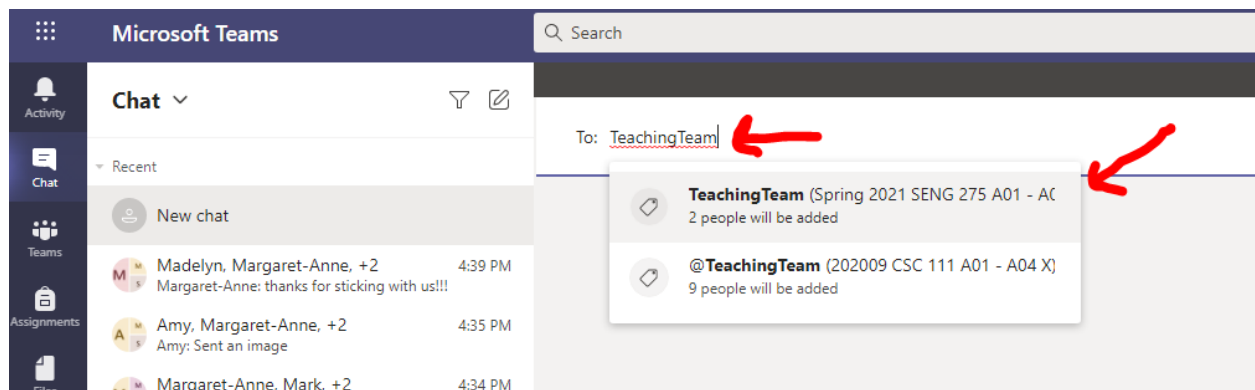 Microsoft Teams
Search
Activity
Chat
Teams
Assignments
Chat
Recent
New chat
Madelyn, Margaret-Anne, +2 4:39 PM
Margaret-Anne: thanks for sticking with us!!!
Amy, Margaret-Anne, +2 4:35 PM
Amy: Sent an image
Margaret-Anne, Mark, +2 4:34 PM
To: TeachingTeam
TeachingTeam (Spring 2021 SENG 275 A01 - A0
2 people will be added
@TeachingTeam (202009 CSC 111 A01 - A04 X)
9 people will be added
M
M
S
A
M
S